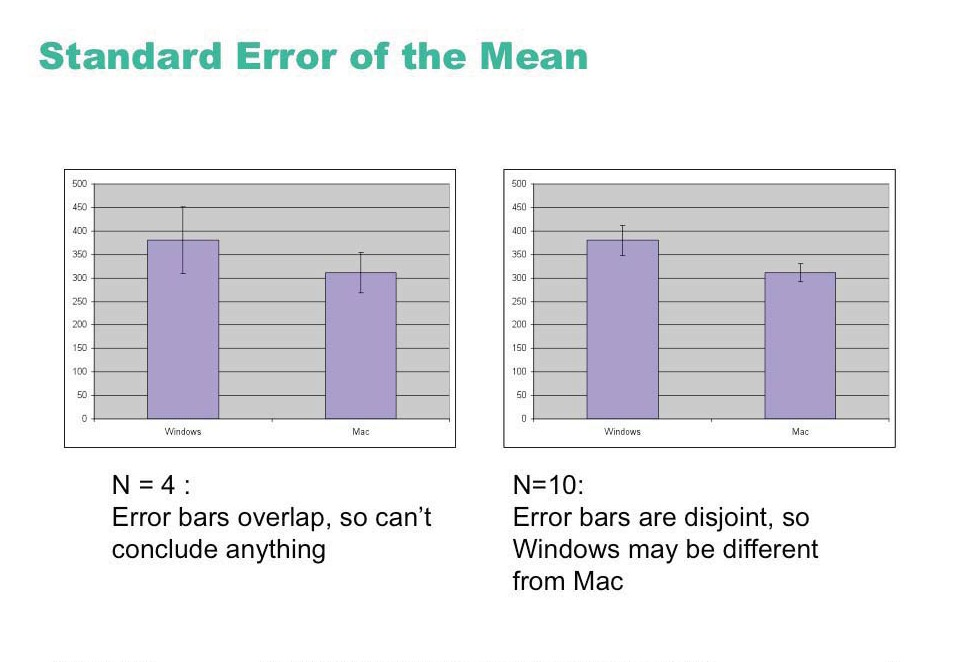 Standard Error of the Mean
500
450
400
350
300
250
200
150
100
50
0
Windows Mac
500
450
400
350
300
250
200
150
100
50
0
Windows Mac
N = 4 :
Error bars overlap, so can’t
conclude anything
N=10:
Error bars are disjoint, so
Windows may be different
from Mac